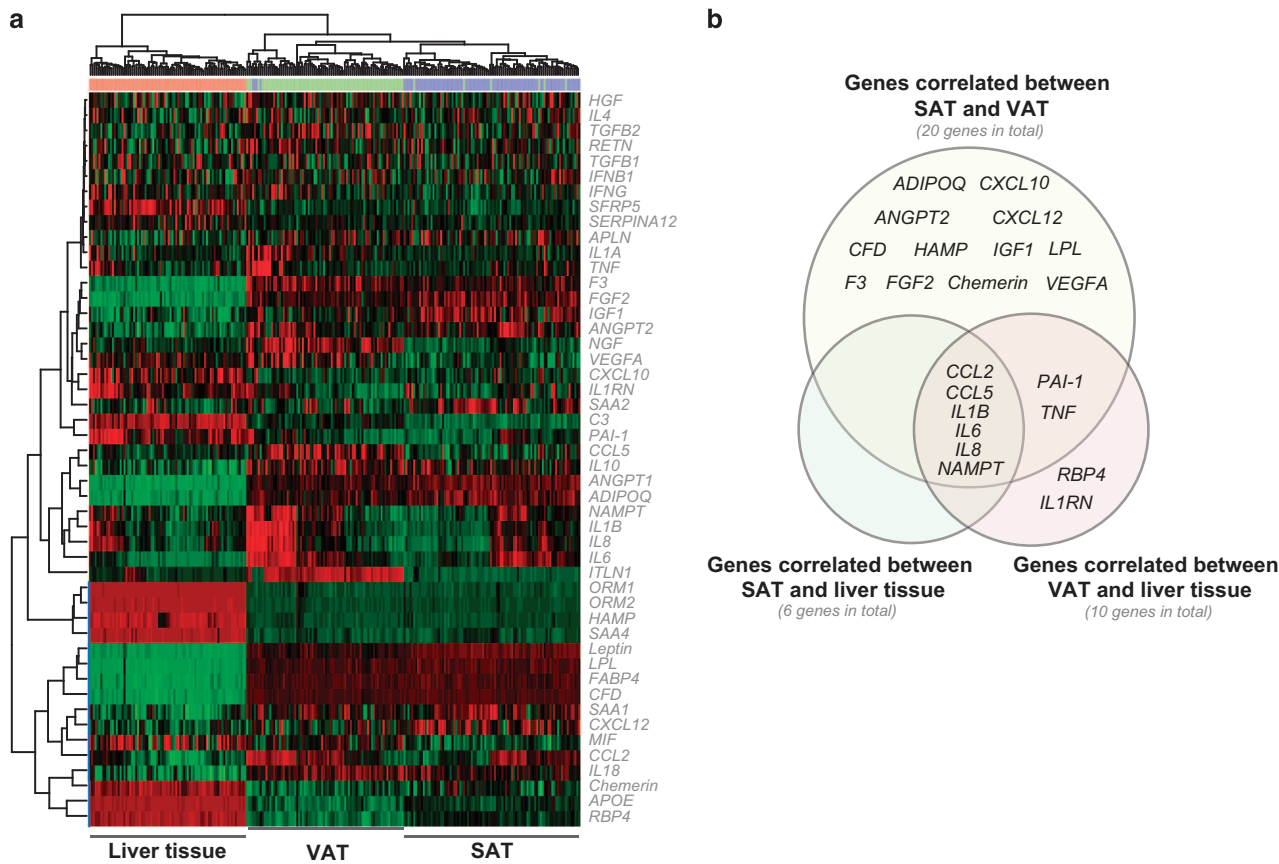 a
HGF
IL4
TGFB2
RETN
TGFB1
IFNB1
IFNG
SFRP5
SERPINA12
APLN
IL1A
TNF
F3
FGF2
IGF1
ANGPT2
NGF
VEGFA
CXCL10
IL1RN
SAA2
C3
PAI-1
CCL5
IL10
ANGPT1
ADIPOQ
NAMPT
IL1B
IL8
IL6
ITLN1
ORM1
ORM2
HAMP
SAA4
Leptin
LPL
FABP4
CFD
SAA1
CXCL12
MIF
CCL2
IL18
Chemerin
APOE
RBP4
Liver tissue VAT SAT
b
Genes correlated between
SAT and VAT
(20 genes in total)
ADIPOQ CXCL10
ANGPT2 CXCL12
CFD HAMP IGF1 LPL
F3 FGF2 Chemerin VEGFA
CCL2
CCL5
IL1B
IL6
IL8
NAMPT
PAI-1
TNF
RBP4
IL1RN
Genes correlated between
SAT and liver tissue
(6 genes in total)
Genes correlated between
VAT and liver tissue
(10 genes in total)